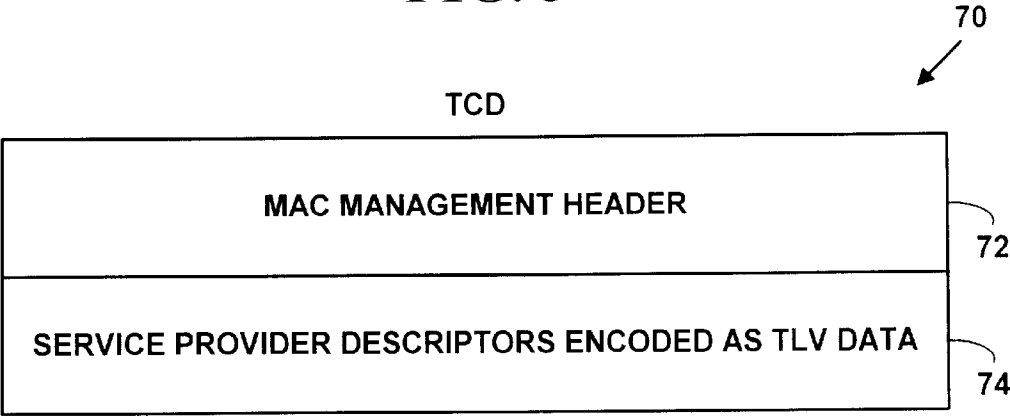 70
TCD
MAC MANAGEMENT HEADER
72
SERVICE PROVIDER DESCRIPTORS ENCODED AS TLV DATA
74